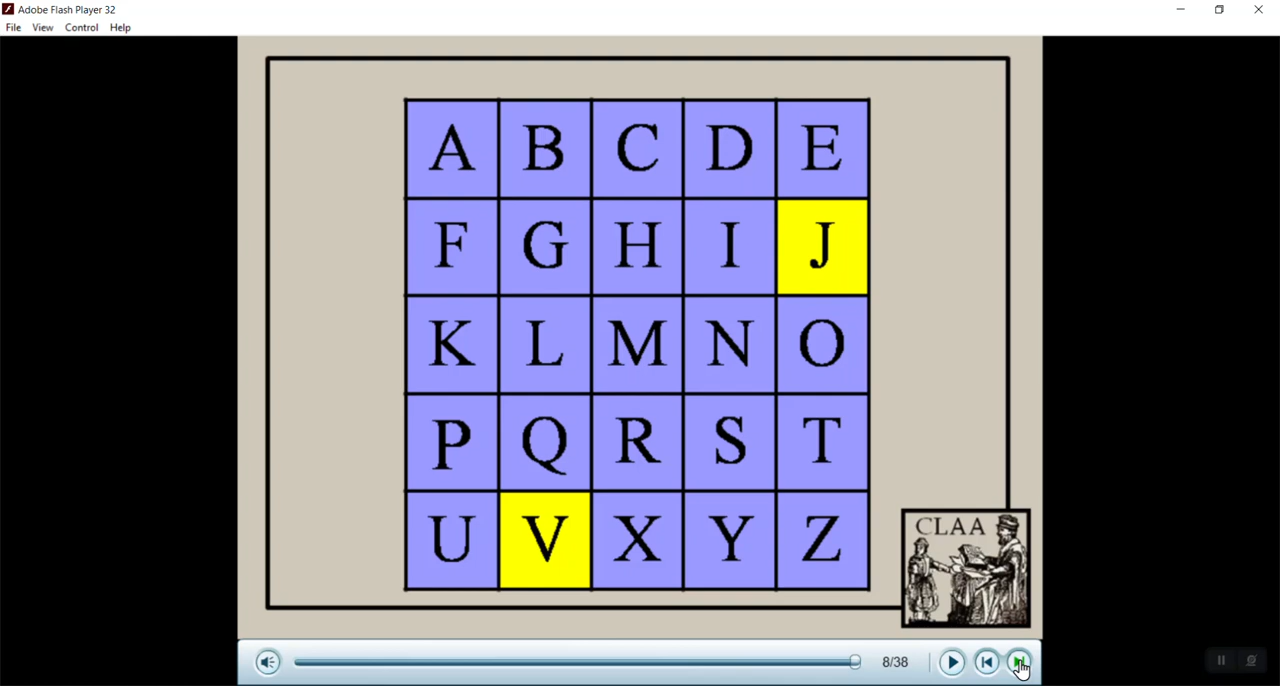 Adobe Flash Player 32
File View Control Help
A B C D E
F G H I J
K L M N O
P Q R S T
U V X Y Z
CLAA
8/38